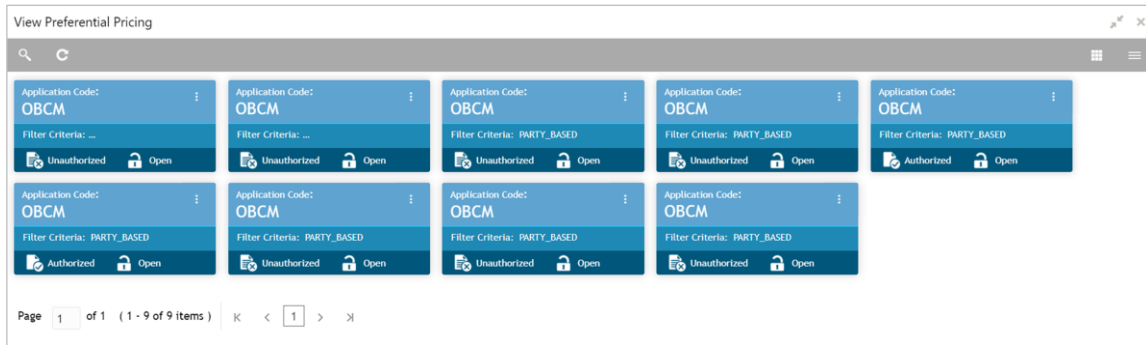 View Preferential Pricing
Application Code:
OBCM
Filter Criteria: ...
Unauthorized Open
Application Code:
OBCM
Filter Criteria: ...
Unauthorized Open
Application Code:
OBCM
Filter Criteria: PARTY_BASED
Unauthorized Open
Application Code:
OBCM
Filter Criteria: PARTY_BASED
Unauthorized Open
Application Code:
OBCM
Filter Criteria: PARTY_BASED
Authorized Open
Application Code:
OBCM
Filter Criteria: PARTY_BASED
Authorized Open
Application Code:
OBCM
Filter Criteria: PARTY_BASED
Unauthorized Open
Application Code:
OBCM
Filter Criteria: PARTY_BASED
Unauthorized Open
Application Code:
OBCM
Filter Criteria: PARTY_BASED
Unauthorized Open
Page 1 of 1 ( 1 - 9 of 9 items ) 1